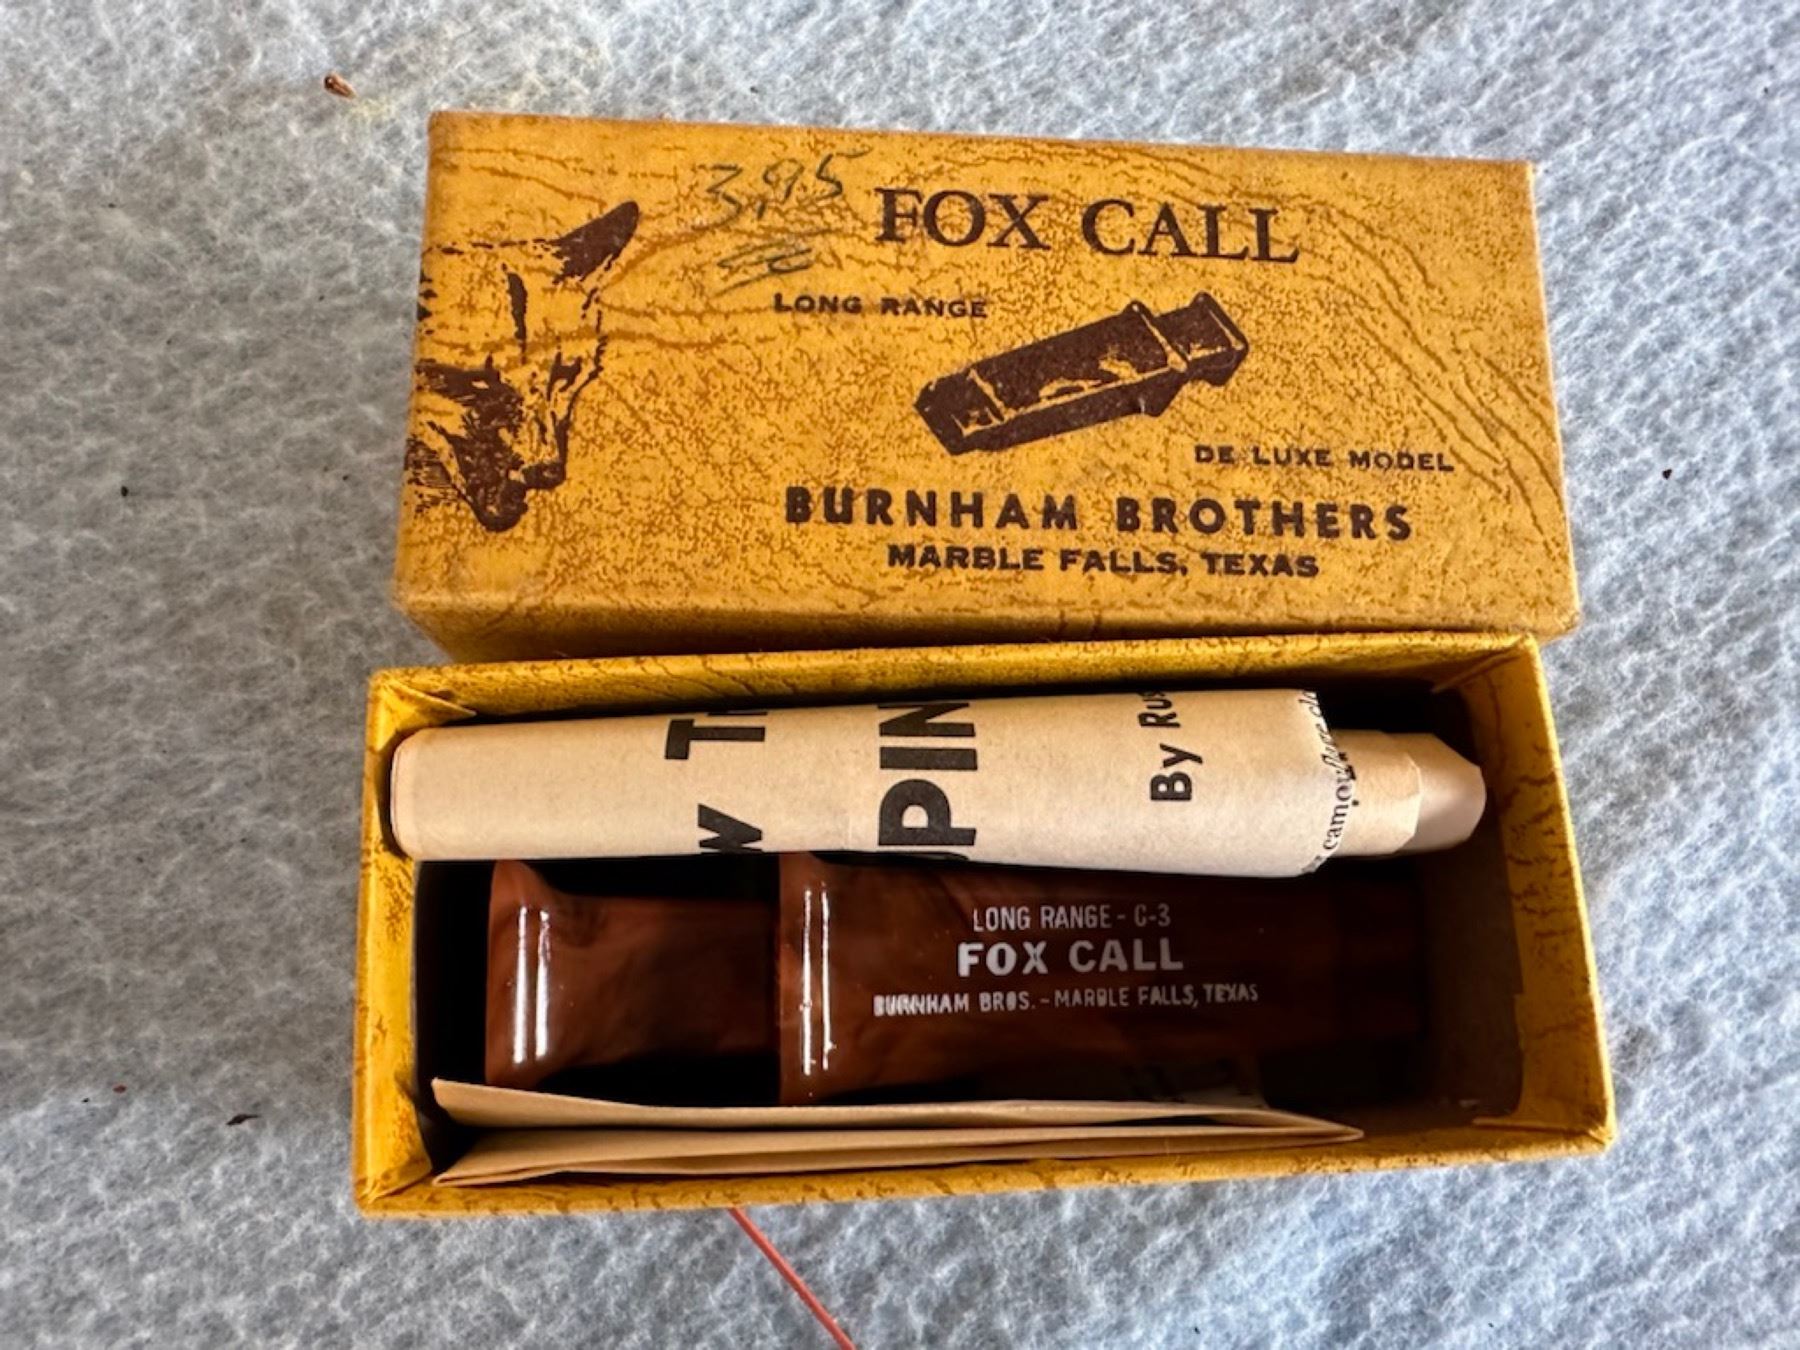 3.95
FOX CALL
LONG RANGE
DE LUXE MODEL
BURNHAM BROTHERS
MARBLE FALLS, TEXAS
By
LONG RANGE - C-3
FOX CALL
BURNHAM BROS. - MARBLE FALLS, TEXAS